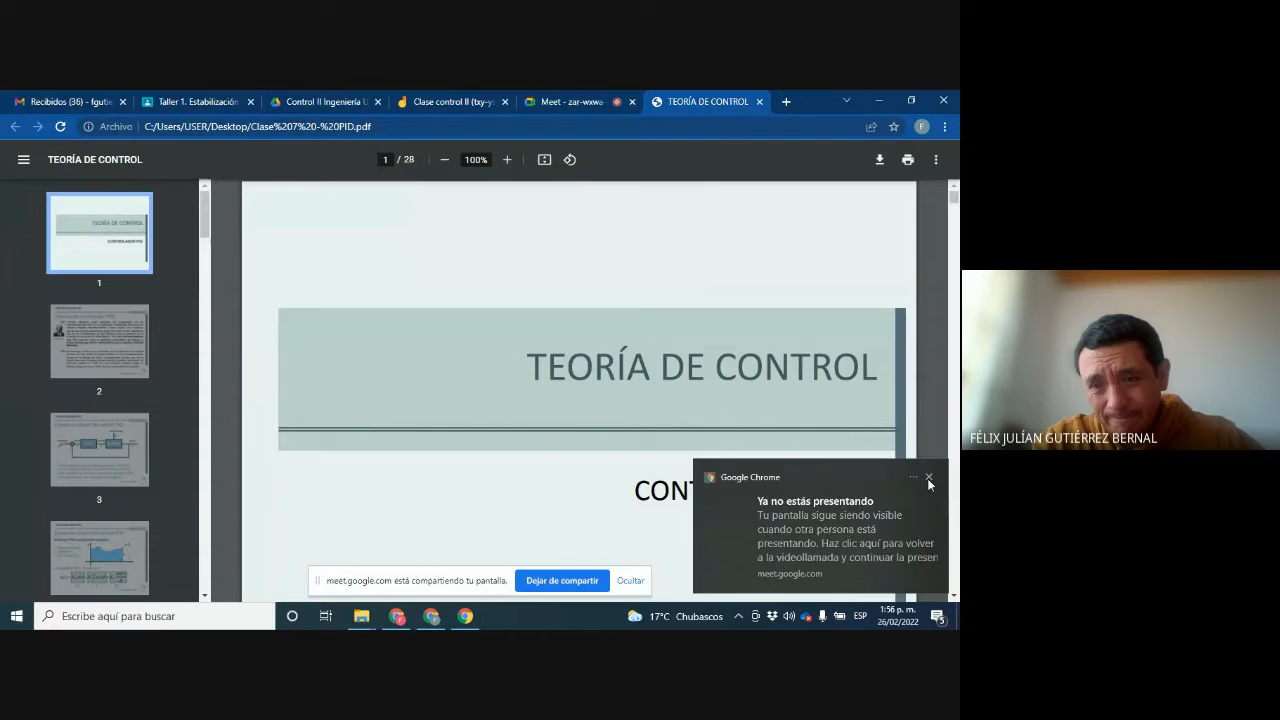 Recibidos (36) - fgutie
Taller 1. Estabilización
Control II Ingeniería U
Clase control II (txy-y
Meet - zar-wxwa-
TEORÍA DE CONTROL
Archivo
C:/Users/USER/Desktop/Clase%207%20-%20PID.pdf
F
TEORÍA DE CONTROL
1 / 28
100%
TEORÍA DE CONTROL
1
2
3
TEORÍA DE CONTROL
CONT
Google Chrome
Ya no estás presentando
Tu pantalla sigue siendo visible
cuando otra persona está
presentando. Haz clic aquí para volver
a la videollamada y continuar la presen
meet.google.com
meet.google.com está compartiendo tu pantalla.
Dejar de compartir
Ocultar
Escribe aquí para buscar
17°C Chubascos
ESP
1:56 p. m.
26/02/2022
5
FÉLIX JULÍAN GUTIÉRREZ BERNAL